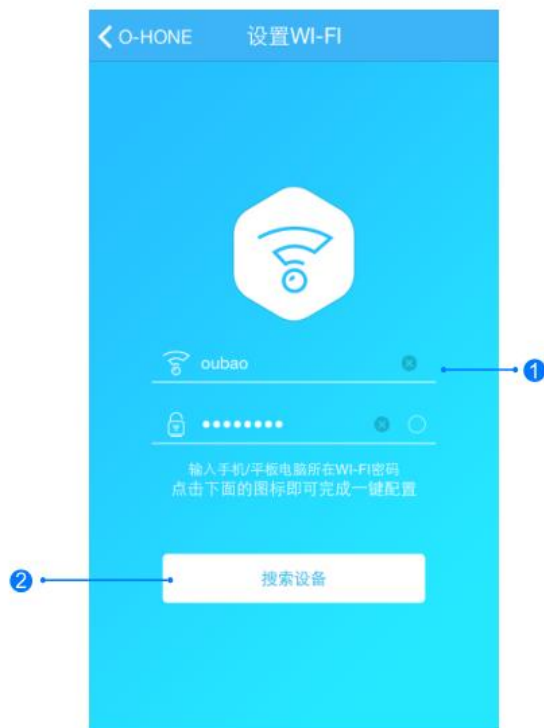 O-HONE 设置WI-FI
oubao
1
••••••••
输入手机/平板电脑所在WI-FI密码
点击下面的图标即可完成一键配置
2
搜索设备